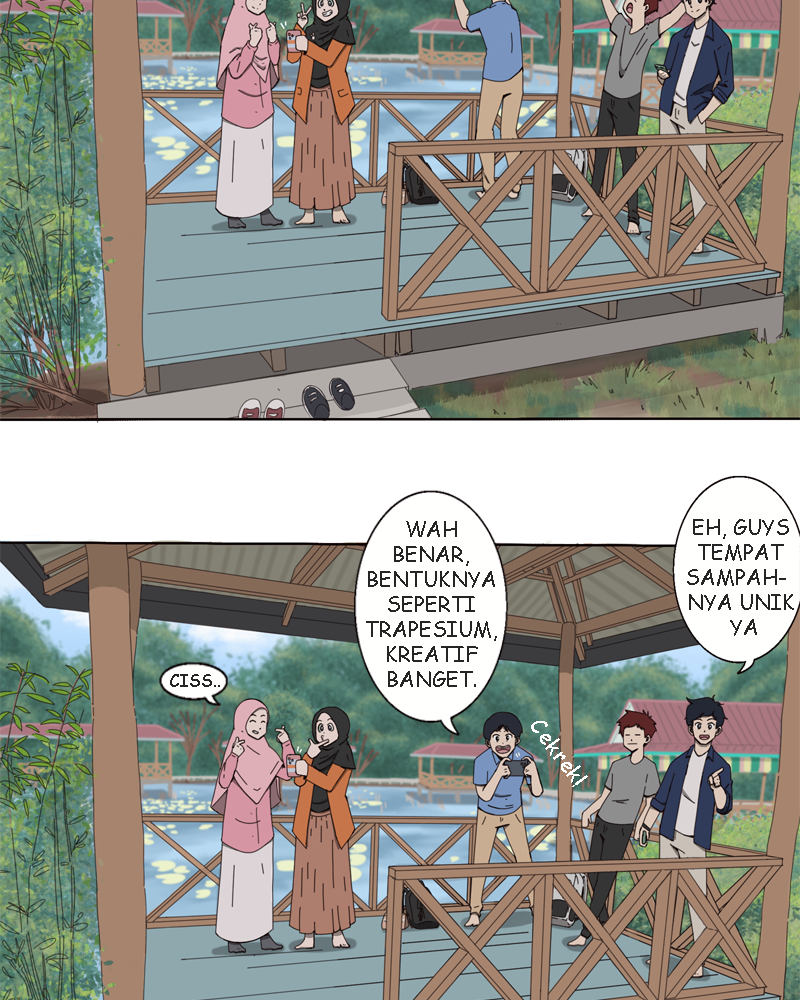 EH, GUYS
TEMPAT
SAMPAH-
NYA UNIK
YA
WAH
BENAR,
BENTUKNYA
SEPERTI
TRAPESIUM,
KREATIF
BANGET.
CISS..
Cekrek!